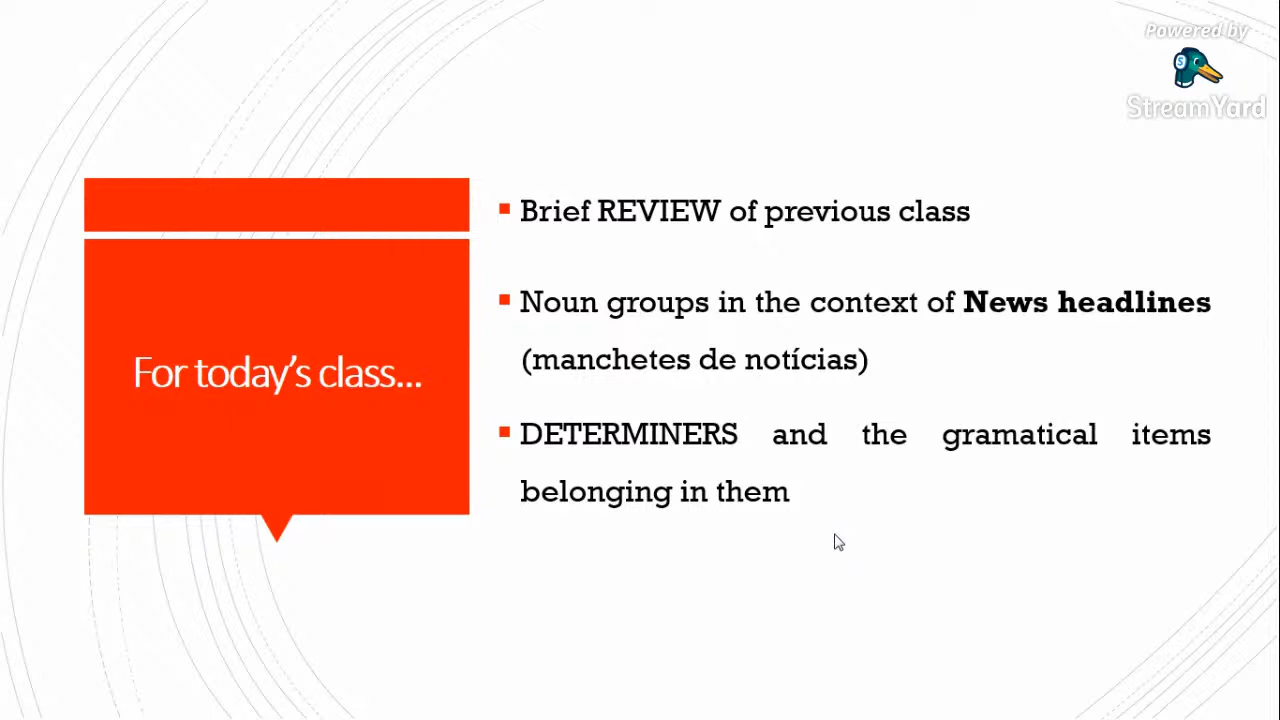 Powered by
StreamYard
For today's class...
Brief REVIEW of previous class
Noun groups in the context of News headlines
(manchetes de notícias)
DETERMINERS and the gramatical items
belonging in them